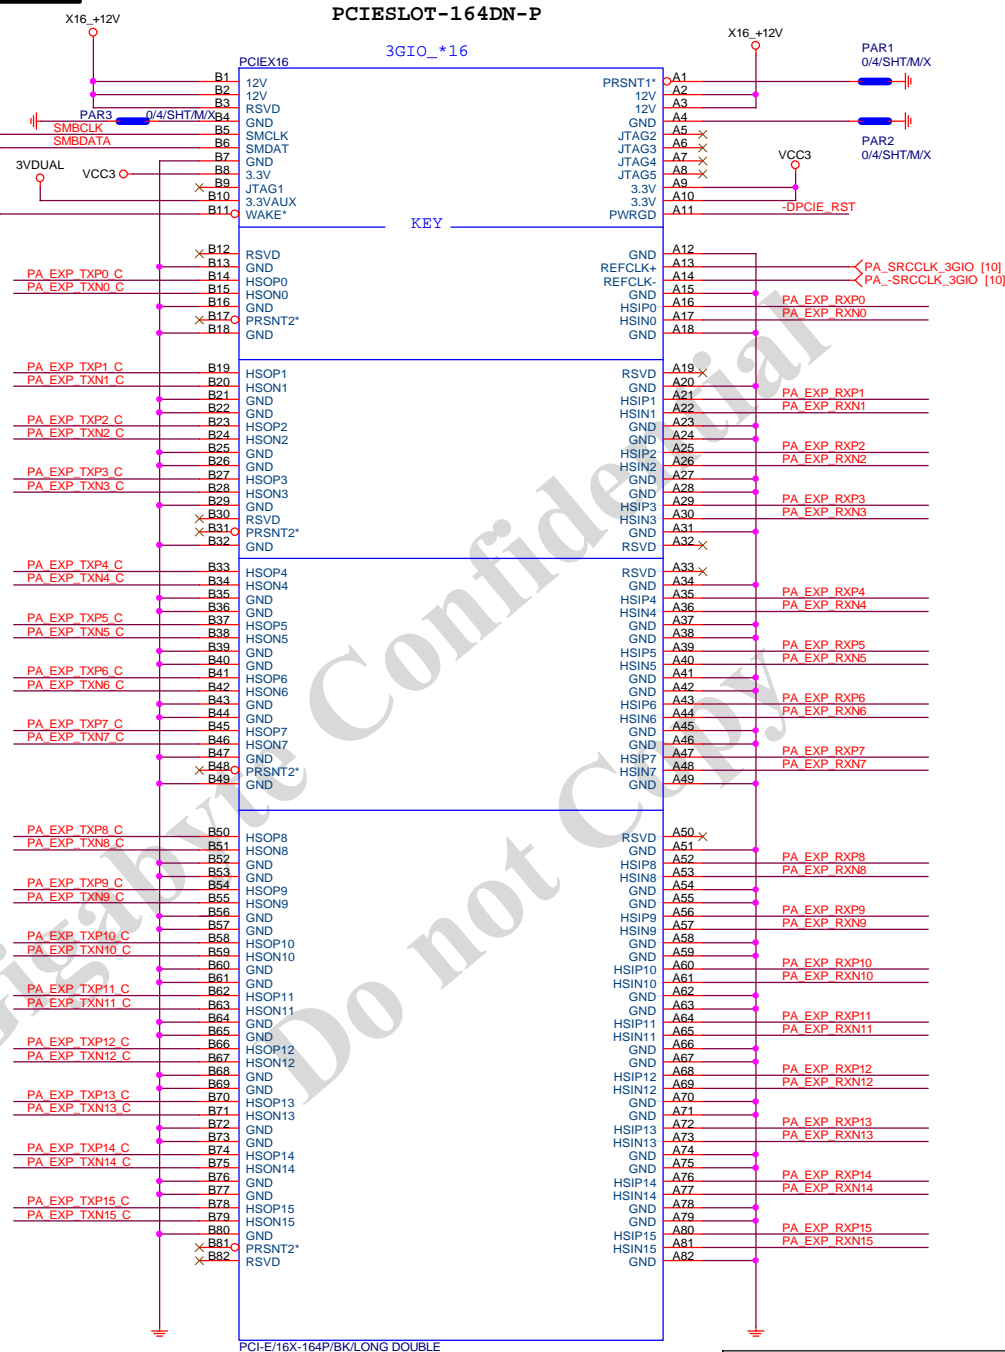 PCIESLOT-164DN-P
X16_+12V
3GIO_*16
X16_+12V
PCIEX16
PAR1
0/4/SHT/M/X
B1 12V PRSNT1* A1
B2 12V 12V A2
B3 RSVD 12V A3
PAR3 0/4/SHT/M/X B4 GND GND A4
SMBCLK B5 SMCLK JTAG2 A5
SMBDATA B6 SMDAT JTAG3 A6
PAR2
0/4/SHT/M/X
B7 GND JTAG4 A7
3VDUAL VCC3 B8 3.3V JTAG5 A8 VCC3
B9 JTAG1 3.3V A9
B10 3.3VAUX 3.3V A10
B11 WAKE* PWRGD A11 -DPCIE_RST
KEY
B12 RSVD GND A12
B13 GND REFCLK+ A13 PA_SRCCLK_3GIO [10]
PA_EXP_TXP0_C B14 HSOP0 REFCLK- A14 PA_-SRCCLK_3GIO [10]
PA_EXP_TXN0_C B15 HSON0 GND A15
B16 GND HSIP0 A16 PA_EXP_RXP0
B17 PRSNT2* HSIN0 A17 PA_EXP_RXN0
B18 GND GND A18
PA_EXP_TXP1_C B19 HSOP1 RSVD A19
PA_EXP_TXN1_C B20 HSON1 GND A20
B21 GND HSIP1 A21 PA_EXP_RXP1
B22 GND HSIN1 A22 PA_EXP_RXN1
PA_EXP_TXP2_C B23 HSOP2 GND A23
PA_EXP_TXN2_C B24 HSON2 GND A24
B25 GND HSIP2 A25 PA_EXP_RXP2
B26 GND HSIN2 A26 PA_EXP_RXN2
PA_EXP_TXP3_C B27 HSOP3 GND A27
PA_EXP_TXN3_C B28 HSON3 GND A28
B29 GND HSIP3 A29 PA_EXP_RXP3
B30 RSVD HSIN3 A30 PA_EXP_RXN3
B31 PRSNT2* GND A31
B32 GND RSVD A32
PA_EXP_TXP4_C B33 HSOP4 RSVD A33
PA_EXP_TXN4_C B34 HSON4 GND A34
B35 GND HSIP4 A35 PA_EXP_RXP4
B36 GND HSIN4 A36 PA_EXP_RXN4
PA_EXP_TXP5_C B37 HSOP5 GND A37
PA_EXP_TXN5_C B38 HSON5 GND A38
B39 GND HSIP5 A39 PA_EXP_RXP5
B40 GND HSIN5 A40 PA_EXP_RXN5
PA_EXP_TXP6_C B41 HSOP6 GND A41
PA_EXP_TXN6_C B42 HSON6 GND A42
B43 GND HSIP6 A43 PA_EXP_RXP6
B44 GND HSIN6 A44 PA_EXP_RXN6
PA_EXP_TXP7_C B45 HSOP7 GND A45
PA_EXP_TXN7_C B46 HSON7 GND A46
B47 GND HSIP7 A47 PA_EXP_RXP7
B48 PRSNT2* HSIN7 A48 PA_EXP_RXN7
B49 GND GND A49
PA_EXP_TXP8_C B50 HSOP8 RSVD A50
PA_EXP_TXN8_C B51 HSON8 GND A51
B52 GND HSIP8 A52 PA_EXP_RXP8
B53 GND HSIN8 A53 PA_EXP_RXN8
PA_EXP_TXP9_C B54 HSOP9 GND A54
PA_EXP_TXN9_C B55 HSON9 GND A55
B56 GND HSIP9 A56 PA_EXP_RXP9
B57 GND HSIN9 A57 PA_EXP_RXN9
PA_EXP_TXP10_C B58 HSOP10 GND A58
PA_EXP_TXN10_C B59 HSON10 GND A59
B60 GND HSIP10 A60 PA_EXP_RXP10
B61 GND HSIN10 A61 PA_EXP_RXN10
PA_EXP_TXP11_C B62 HSOP11 GND A62
PA_EXP_TXN11_C B63 HSON11 GND A63
B64 GND HSIP11 A64 PA_EXP_RXP11
B65 GND HSIN11 A65 PA_EXP_RXN11
PA_EXP_TXP12_C B66 HSOP12 GND A66
PA_EXP_TXN12_C B67 HSON12 GND A67
B68 GND HSIP12 A68 PA_EXP_RXP12
B69 GND HSIN12 A69 PA_EXP_RXN12
PA_EXP_TXP13_C B70 HSOP13 GND A70
PA_EXP_TXN13_C B71 HSON13 GND A71
B72 GND HSIP13 A72 PA_EXP_RXP13
B73 GND HSIN13 A73 PA_EXP_RXN13
PA_EXP_TXP14_C B74 HSOP14 GND A74
PA_EXP_TXN14_C B75 HSON14 GND A75
B76 GND HSIP14 A76 PA_EXP_RXP14
B77 GND HSIN14 A77 PA_EXP_RXN14
PA_EXP_TXP15_C B78 HSOP15 GND A78
PA_EXP_TXN15_C B79 HSON15 GND A79
B80 GND HSIP15 A80 PA_EXP_RXP15
B81 PRSNT2* HSIN15 A81 PA_EXP_RXN15
B82 RSVD GND A82
PCI-E/16X-164P/BK/LONG DOUBLE
Gigabyte Confidential
Do not Copy